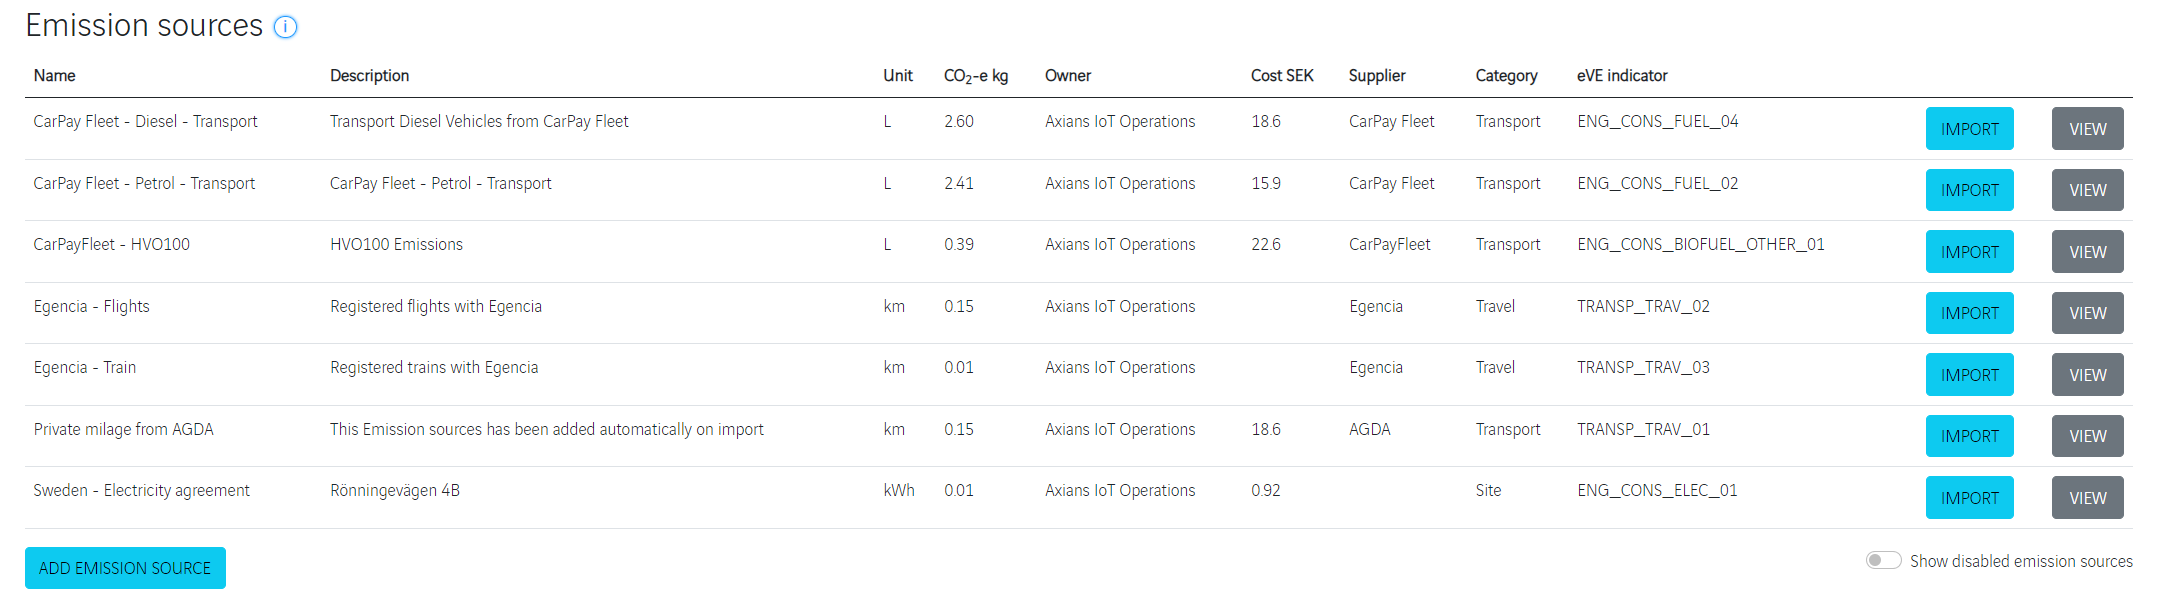 Emission sources i
Name Description Unit CO₂-e kg Owner Cost SEK Supplier Category eVE indicator
CarPay Fleet - Diesel - Transport Transport Diesel Vehicles from CarPay Fleet L 2.60 Axians IoT Operations 18.6 CarPay Fleet Transport ENG_CONS_FUEL_04 IMPORT VIEW
CarPay Fleet - Petrol - Transport CarPay Fleet - Petrol - Transport L 2.41 Axians IoT Operations 15.9 CarPay Fleet Transport ENG_CONS_FUEL_02 IMPORT VIEW
CarPayFleet - HVO100 HVO100 Emissions L 0.39 Axians IoT Operations 22.6 CarPayFleet Transport ENG_CONS_BIOFUEL_OTHER_01 IMPORT VIEW
Egencia - Flights Registered flights with Egencia km 0.15 Axians IoT Operations Egencia Travel TRANSP_TRAV_02 IMPORT VIEW
Egencia - Train Registered trains with Egencia km 0.01 Axians IoT Operations Egencia Travel TRANSP_TRAV_03 IMPORT VIEW
Private milage from AGDA This Emission sources has been added automatically on import km 0.15 Axians IoT Operations 18.6 AGDA Transport TRANSP_TRAV_01 IMPORT VIEW
Sweden - Electricity agreement Rönningevägen 4B kWh 0.01 Axians IoT Operations 0.92 Site ENG_CONS_ELEC_01 IMPORT VIEW
ADD EMISSION SOURCE Show disabled emission sources